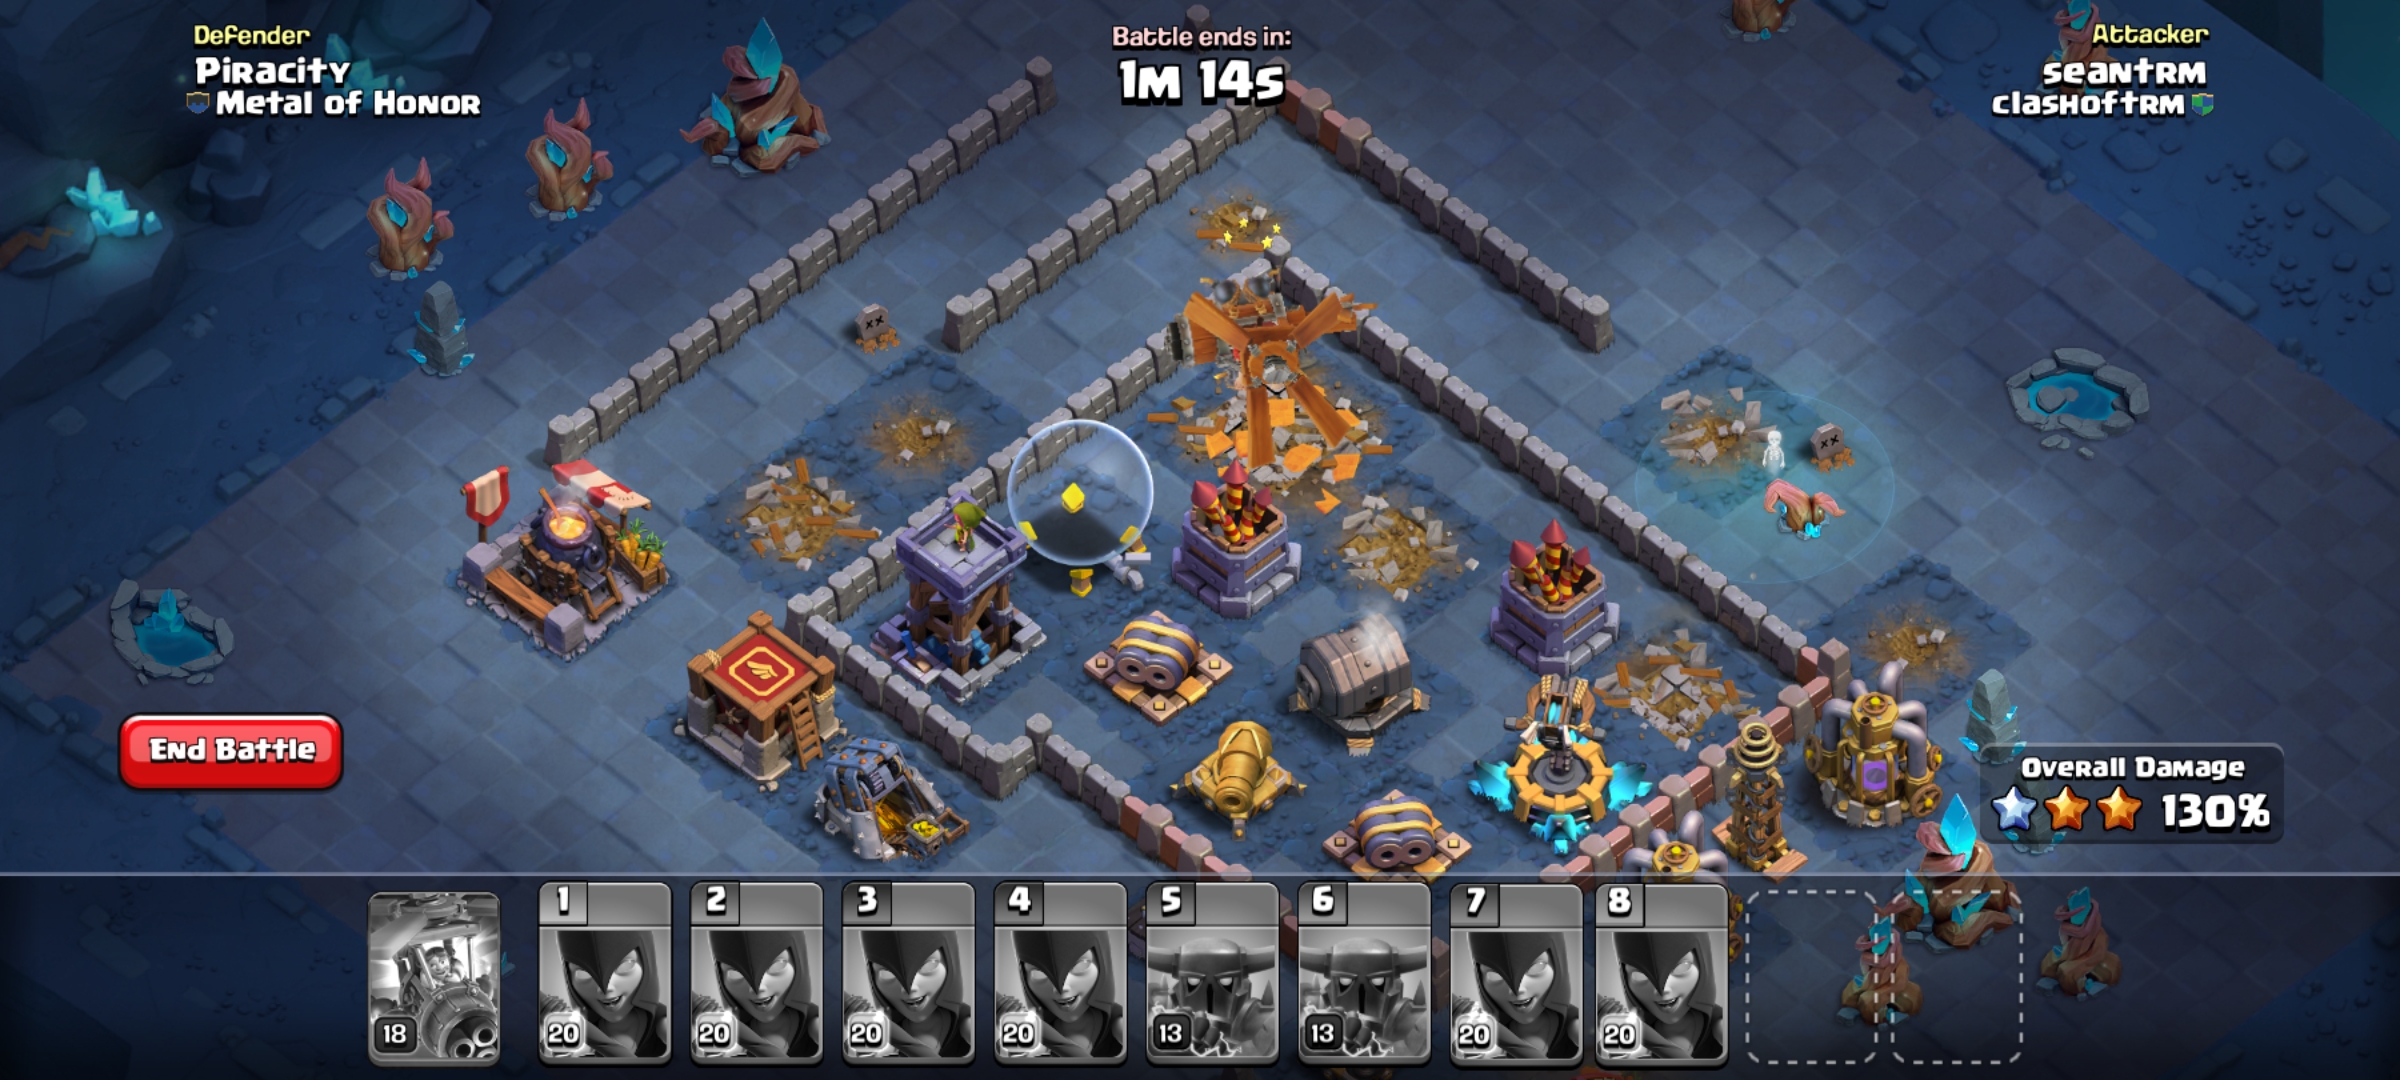 Defender
Piracity
Metal of Honor
Battle ends in:
1m 14s
Attacker
seantrm
clashoftrm
End Battle
Overall Damage
130%
1 2 3 4 5 6 7 8
18 20 20 20 20 13 13 20 20